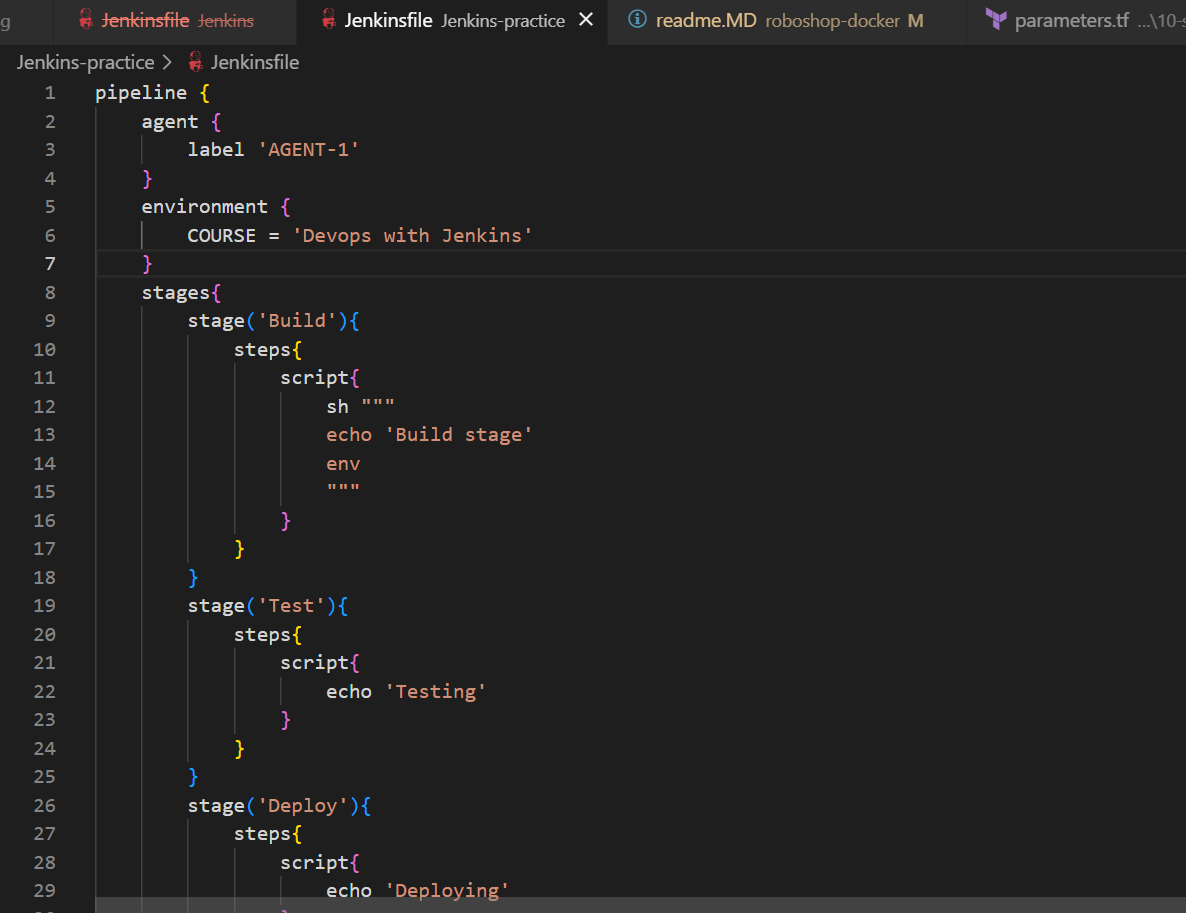 g Jenkinsfile Jenkins Jenkinsfile Jenkins-practice × readme.MD roboshop-docker M parameters.tf ...\10-s
Jenkins-practice > Jenkinsfile
1 pipeline {
2     agent {
3         label 'AGENT-1'
4     }
5     environment {
6         COURSE = 'Devops with Jenkins'
7     }
8     stages{
9         stage('Build'){
10             steps{
11                 script{
12                     sh """
13                     echo 'Build stage'
14                     env
15                     """
16                 }
17             }
18         }
19         stage('Test'){
20             steps{
21                 script{
22                     echo 'Testing'
23                 }
24             }
25         }
26         stage('Deploy'){
27             steps{
28                 script{
29                     echo 'Deploying'